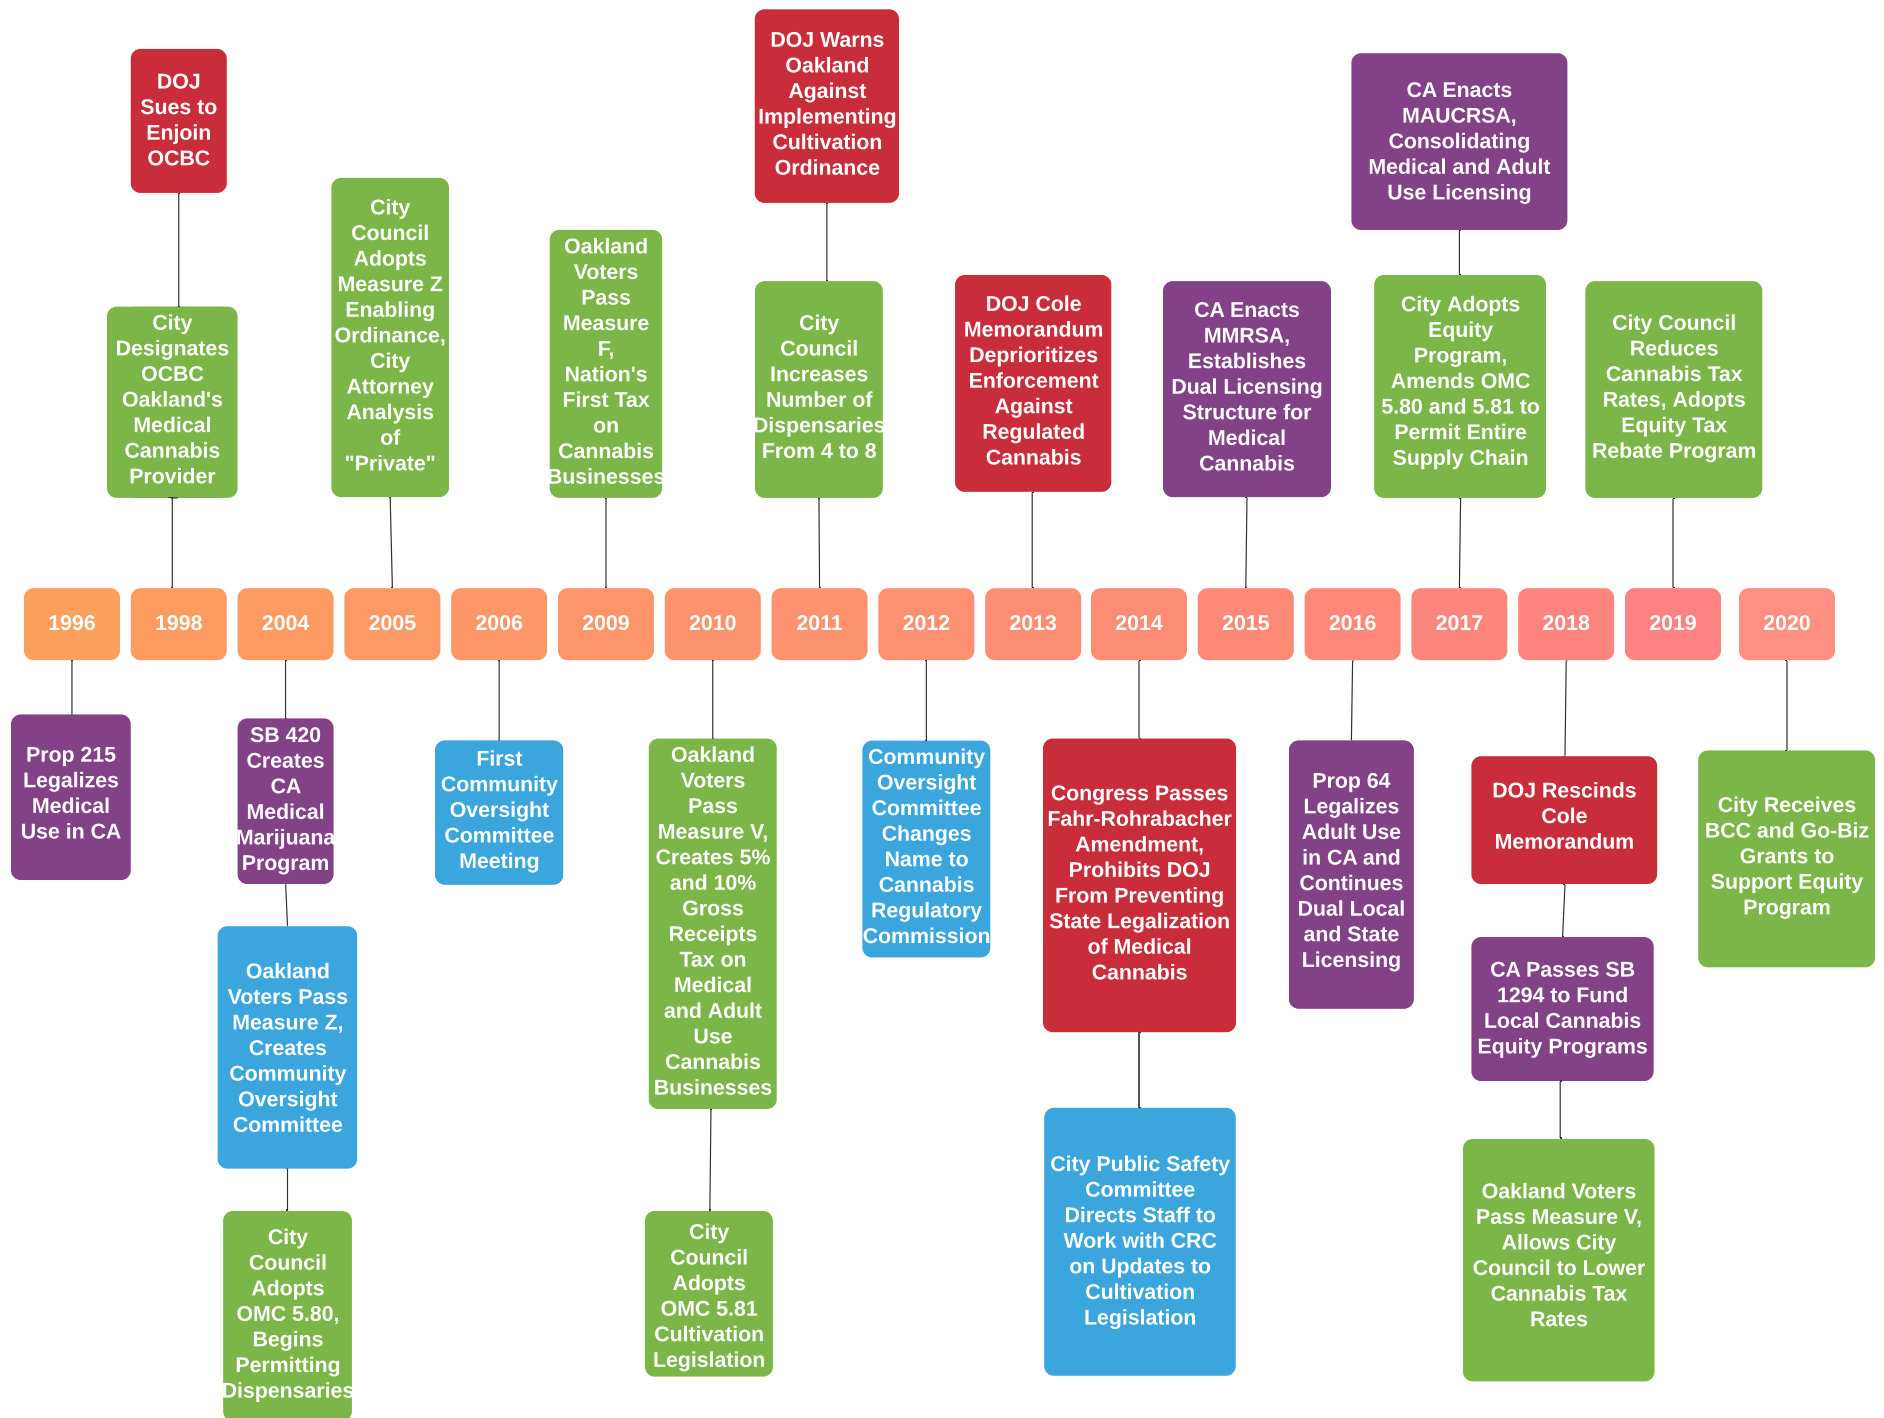 DOJ
Sues to
Enjoin
OCBC
City
Designates
OCBC
Oakland's
Medical
Cannabis
Provider
City
Council
Adopts
Measure Z
Enabling
Ordinance,
City
Attorney
Analysis
of
"Private"
Oakland
Voters
Pass
Measure
F,
Nation's
First Tax
on
Cannabis
Businesses
DOJ Warns
Oakland
Against
Implementing
Cultivation
Ordinance
City
Council
Increases
Number of
Dispensaries
From 4 to 8
DOJ Cole
Memorandum
Deprioritizes
Enforcement
Against
Regulated
Cannabis
CA Enacts
MMRSA,
Establishes
Dual Licensing
Structure for
Medical
Cannabis
CA Enacts
MAUCRSA,
Consolidating
Medical and Adult
Use Licensing
City Adopts
Equity
Program,
Amends OMC
5.80 and 5.81 to
Permit Entire
Supply Chain
City Council
Reduces
Cannabis Tax
Rates, Adopts
Equity Tax
Rebate Program
1996
1998
2004
2005
2006
2009
2010
2011
2012
2013
2014
2015
2016
2017
2018
2019
2020
Prop 215
Legalizes
Medical
Use in CA
SB 420
Creates
CA
Medical
Marijuana
Program
Oakland
Voters Pass
Measure Z,
Creates
Community
Oversight
Committee
City
Council
Adopts
OMC 5.80,
Begins
Permitting
Dispensaries
First
Community
Oversight
Committee
Meeting
Oakland
Voters
Pass
Measure V,
Creates 5%
and 10%
Gross
Receipts
Tax on
Medical
and Adult
Use
Cannabis
Businesses
City
Council
Adopts
OMC 5.81
Cultivation
Legislation
Community
Oversight
Committee
Changes
Name to
Cannabis
Regulatory
Commission
Congress Passes
Fahr-Rohrabacher
Amendment,
Prohibits DOJ
From Preventing
State Legalization
of Medical
Cannabis
City Public Safety
Committee
Directs Staff to
Work with CRC
on Updates to
Cultivation
Legislation
Prop 64
Legalizes
Adult Use
in CA and
Continues
Dual Local
and State
Licensing
DOJ Rescinds
Cole
Memorandum
CA Passes SB
1294 to Fund
Local Cannabis
Equity Programs
Oakland Voters
Pass Measure V,
Allows City
Council to Lower
Cannabis Tax
Rates
City Receives
BCC and Go-Biz
Grants to
Support Equity
Program